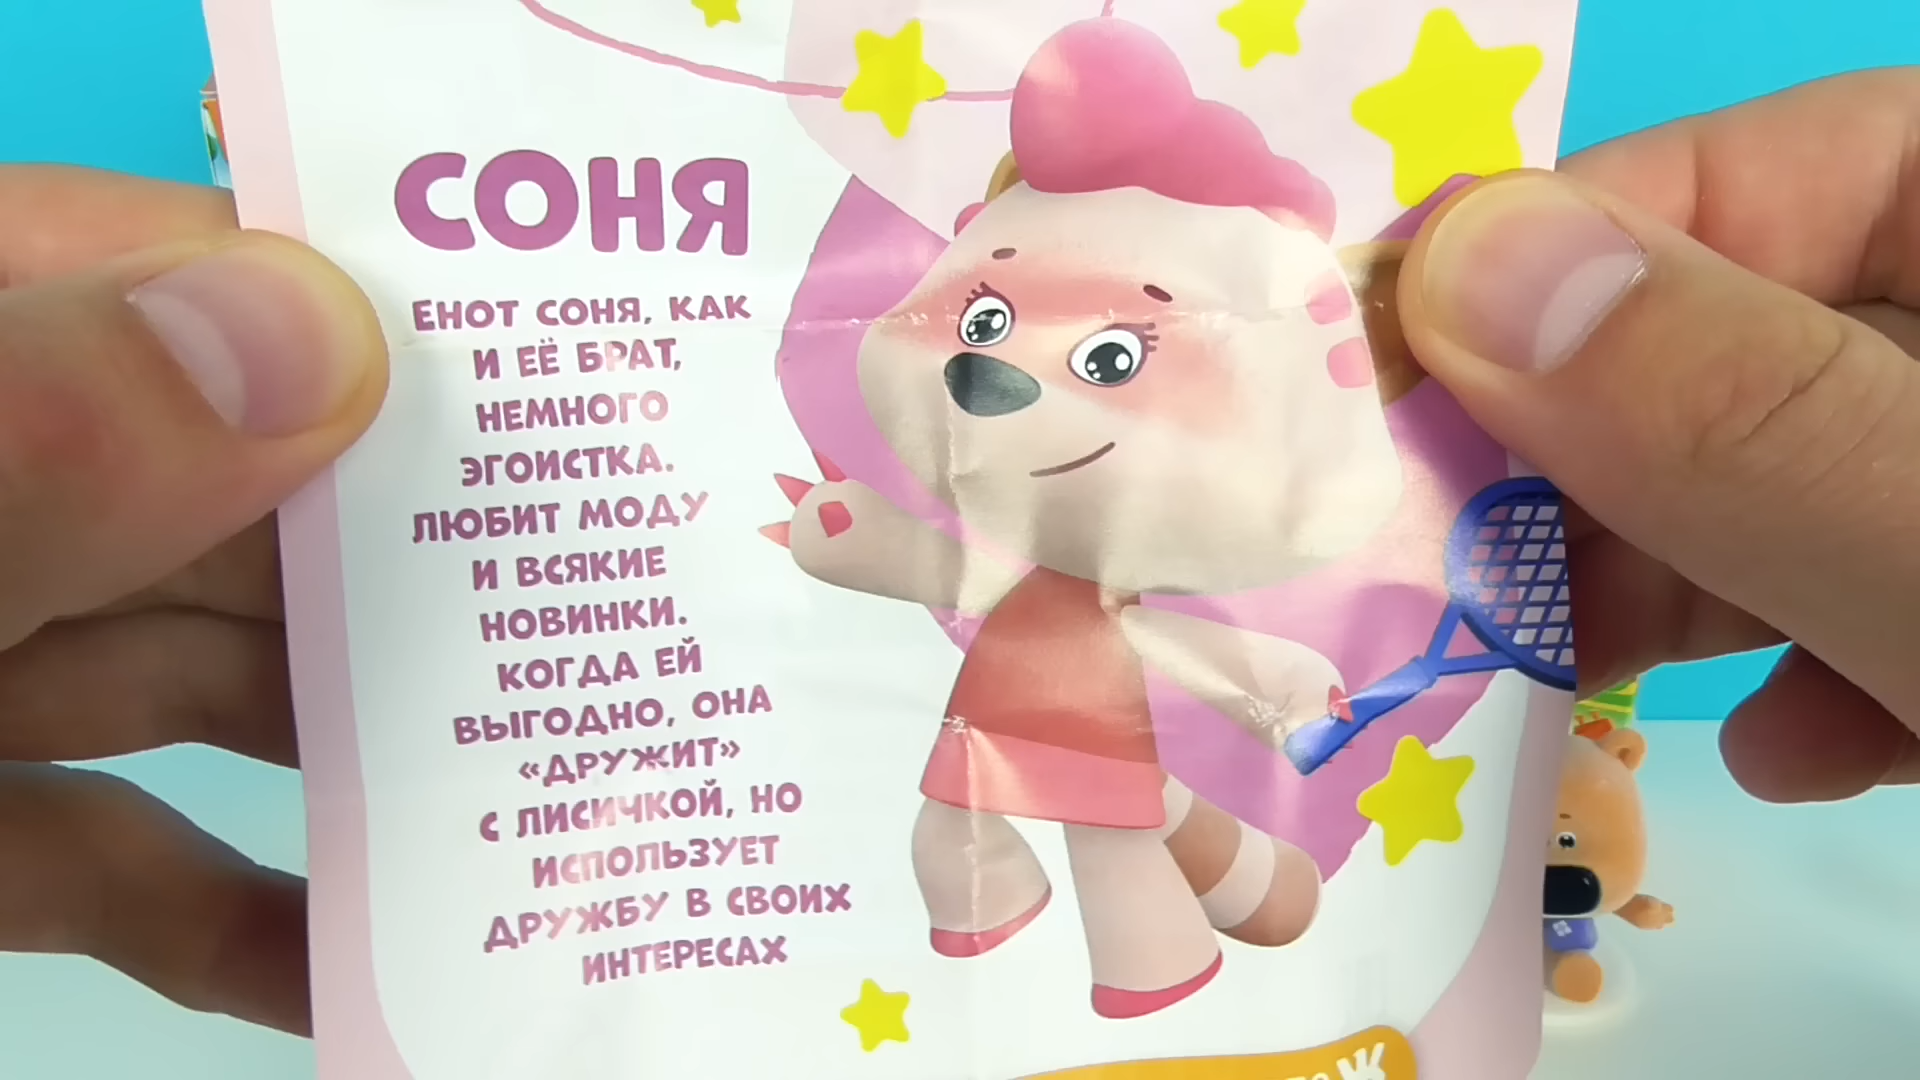 СОНЯ
ЕНОТ СОНЯ, КАК
И ЕЁ БРАТ,
НЕМНОГО
ЭГОИСТКА.
ЛЮБИТ МОДУ
И ВСЯКИЕ
НОВИНКИ.
КОГДА ЕЙ
ВЫГОДНО, ОНА
«ДРУЖИТ»
С ЛИСИЧКОЙ, НО
ИСПОЛЬЗУЕТ
ДРУЖБУ В СВОИХ
ИНТЕРЕСАХ